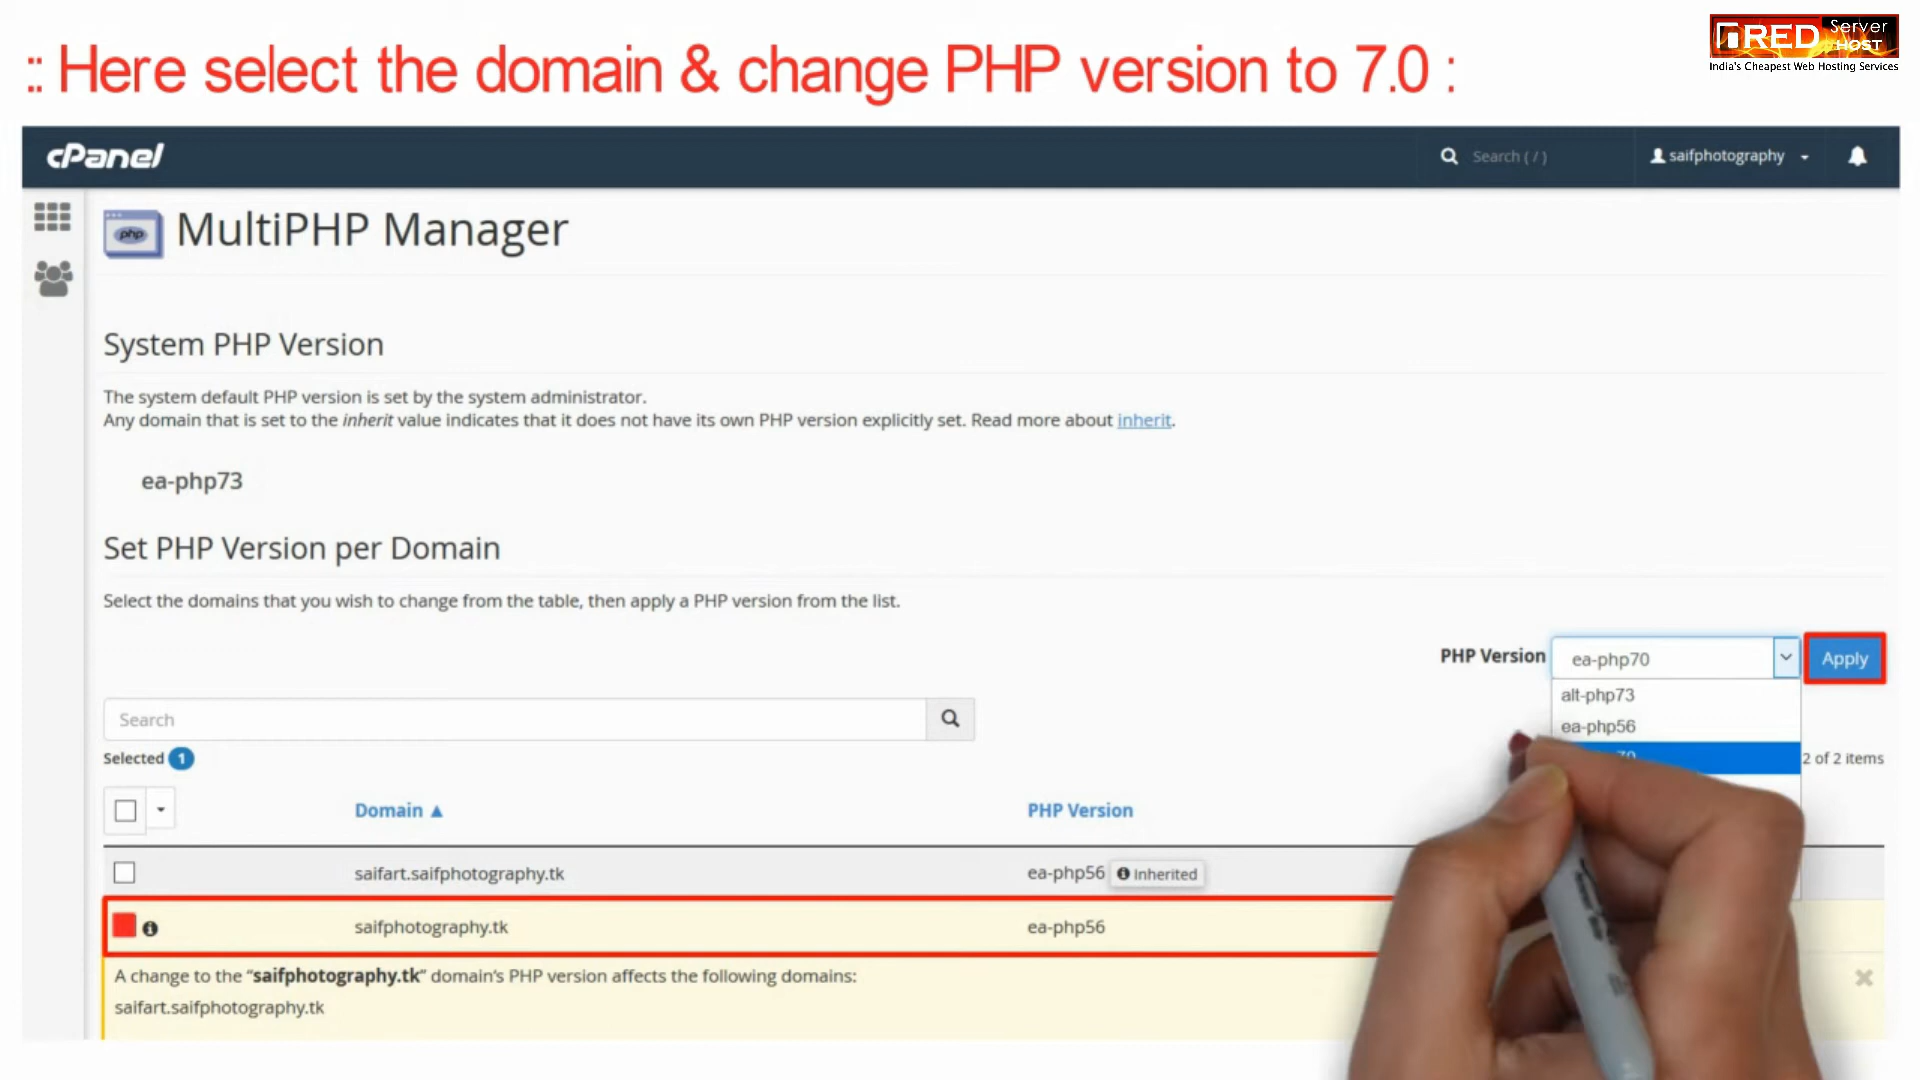 :: Here select the domain & change PHP version to 7.0 :
RED Server
HOST
India's Cheapest Web Hosting Services
cPanel
Search ( / )
saifphotography
php
MultiPHP Manager
System PHP Version
The system default PHP version is set by the system administrator.
Any domain that is set to the inherit value indicates that it does not have its own PHP version explicitly set. Read more about inherit.
ea-php73
Set PHP Version per Domain
Select the domains that you wish to change from the table, then apply a PHP version from the list.
PHP Version
ea-php70
Apply
alt-php73
ea-php56
Search
Selected 1
2 of 2 items
Domain ▲
PHP Version
saifart.saifphotography.tk
ea-php56
Inherited
saifphotography.tk
ea-php56
A change to the “saifphotography.tk” domain’s PHP version affects the following domains:
saifart.saifphotography.tk